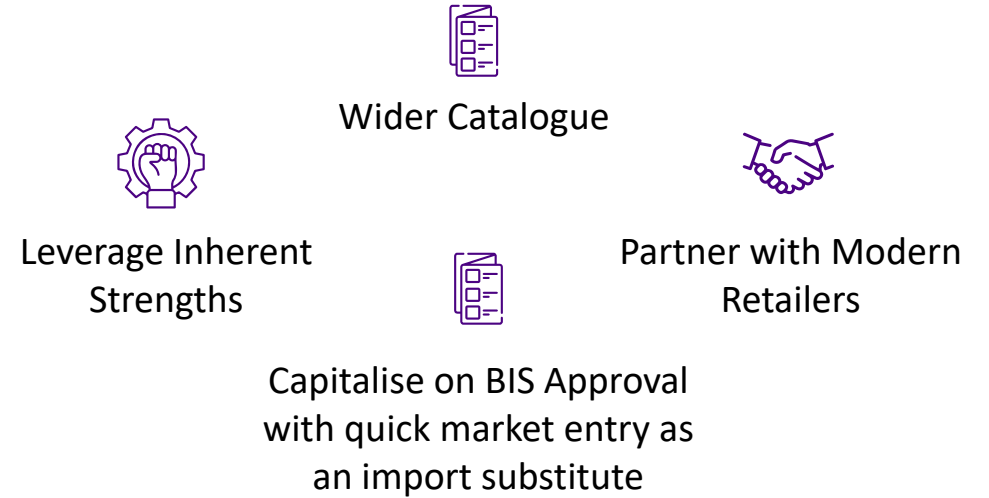 Wider Catalogue
Leverage Inherent
Strengths
Partner with Modern
Retailers
Capitalise on BIS Approval
with quick market entry as
an import substitute